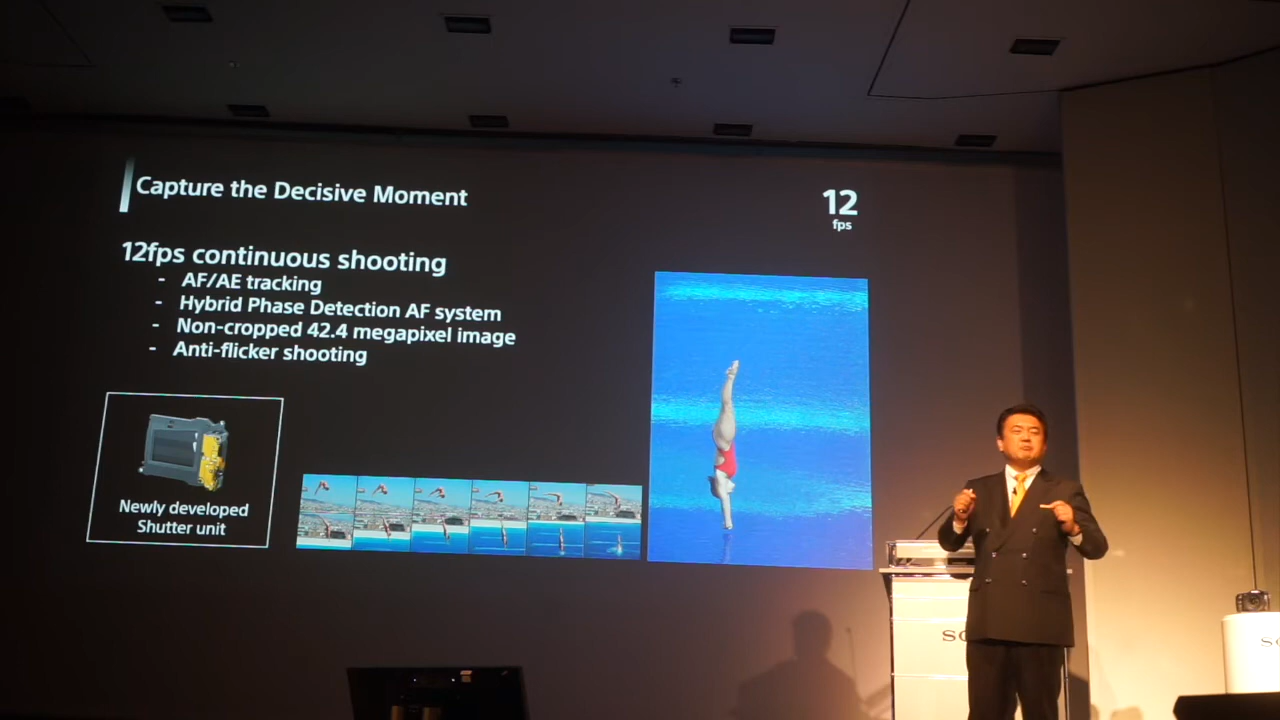 Capture the Decisive Moment
12
fps
12fps continuous shooting
- AF/AE tracking
- Hybrid Phase Detection AF system
- Non-cropped 42.4 megapixel image
- Anti-flicker shooting
Newly developed
Shutter unit